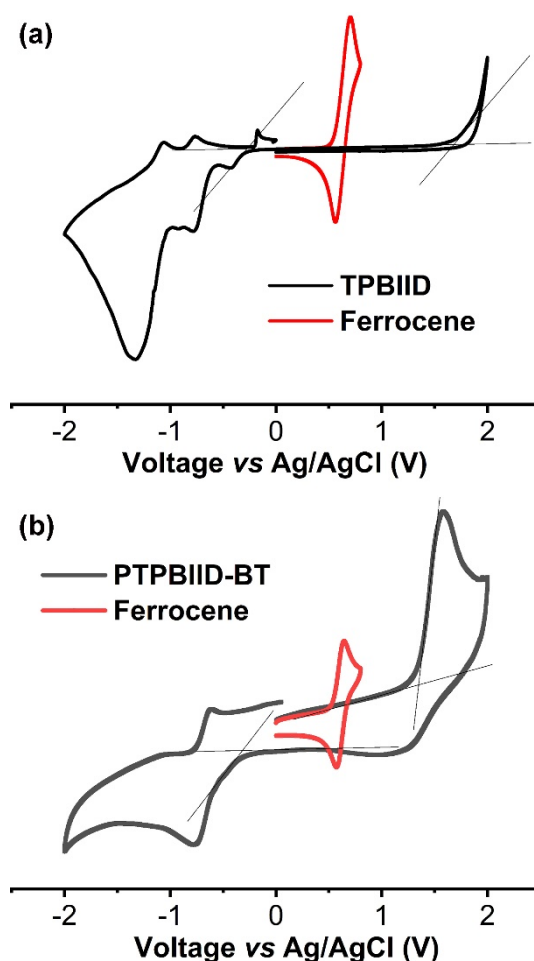 (a)
TPBIID
Ferrocene
-2 -1 0 1 2
Voltage vs Ag/AgCl (V)
(b)
PTPBIID-BT
Ferrocene
-2 -1 0 1 2
Voltage vs Ag/AgCl (V)